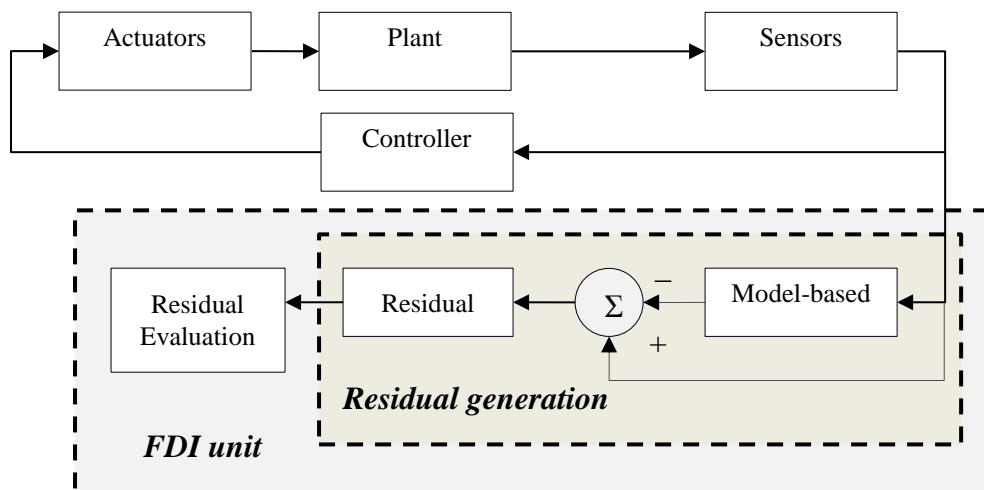 Actuators
Plant
Sensors
Controller
Residual
Evaluation
Residual
Σ
−
+
Model-based
Residual generation
FDI unit